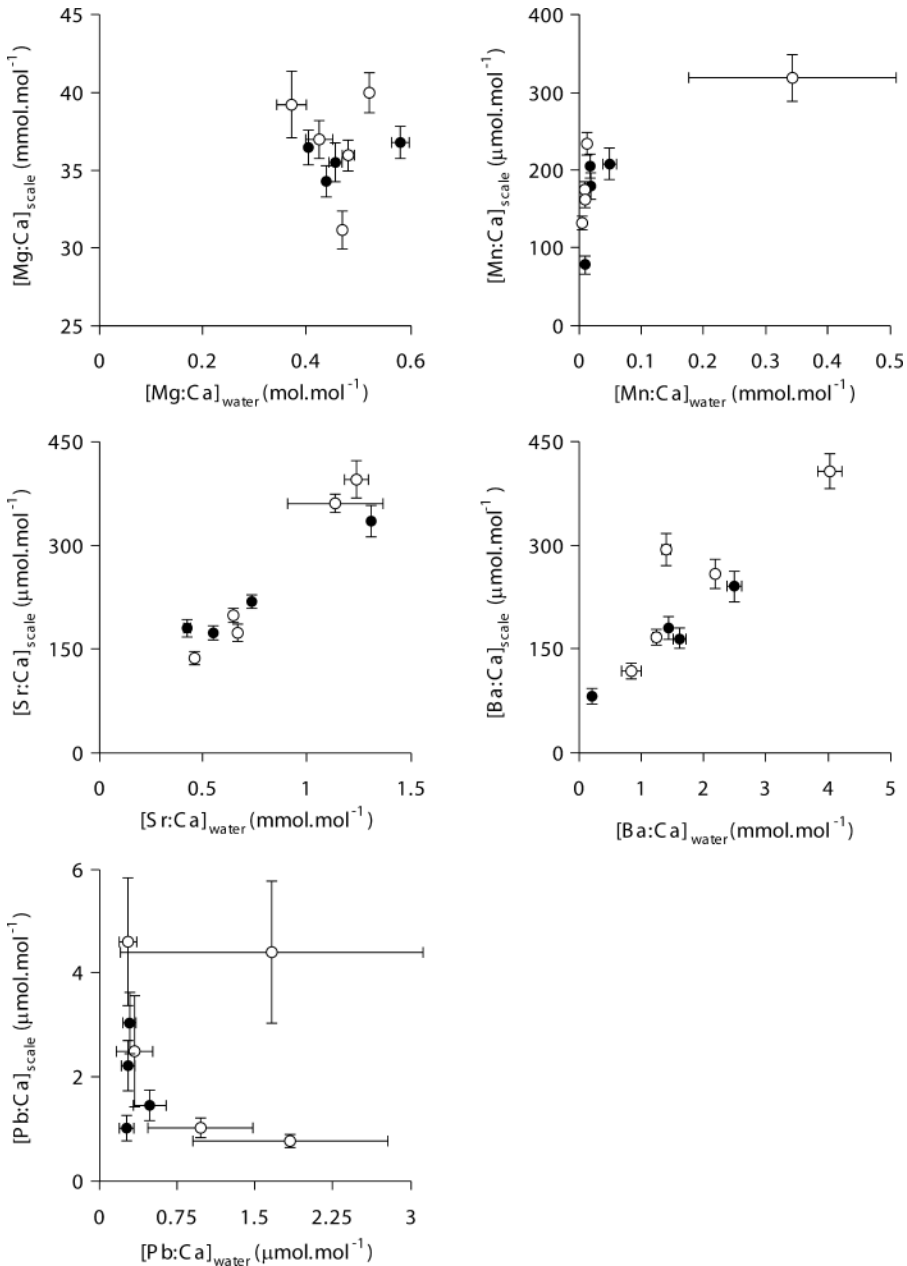 45
40
35
30
25
[Mg:Ca]scale (mmol.mol⁻¹)
0 0.2 0.4 0.6
[Mg:Ca]water (mol.mol⁻¹)
400
300
200
100
0
[Mn:Ca]scale (μmol.mol⁻¹)
0 0.1 0.2 0.3 0.4 0.5
[Mn:Ca]water (mmol.mol⁻¹)
450
300
150
0
[Sr:Ca]scale (μmol.mol⁻¹)
0 0.5 1 1.5
[Sr:Ca]water (mmol.mol⁻¹)
450
300
150
0
[Ba:Ca]scale (μmol.mol⁻¹)
0 1 2 3 4 5
[Ba:Ca]water (mmol.mol⁻¹)
6
4
2
0
[Pb:Ca]scale (μmol.mol⁻¹)
0 0.75 1.5 2.25 3
[Pb:Ca]water (μmol.mol⁻¹)